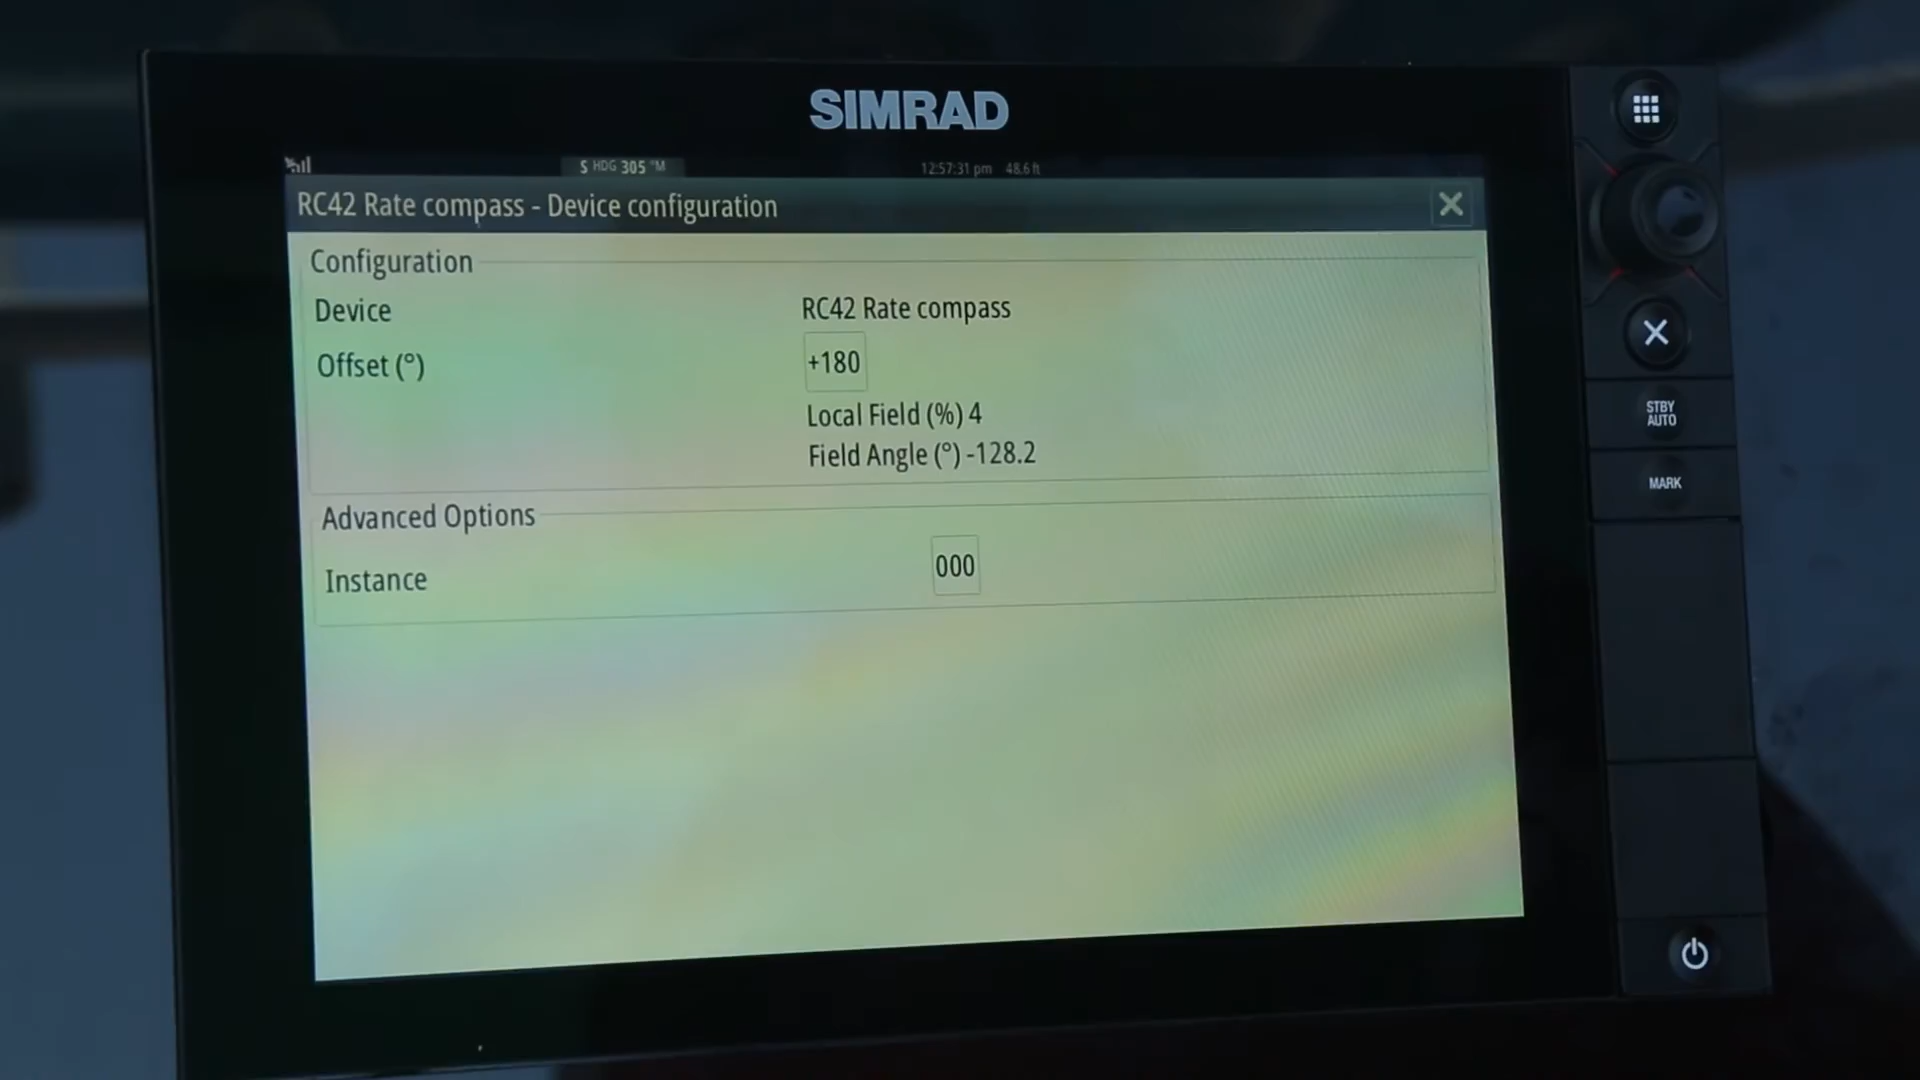 SIMRAD
S HDG 305 °M
12:57:31 pm 48.6 ft
RC42 Rate compass - Device configuration
Configuration
Device RC42 Rate compass
Offset (°) +180
Local Field (%) 4
Field Angle (°) -128.2
Advanced Options
Instance 000
STBY
AUTO
MARK